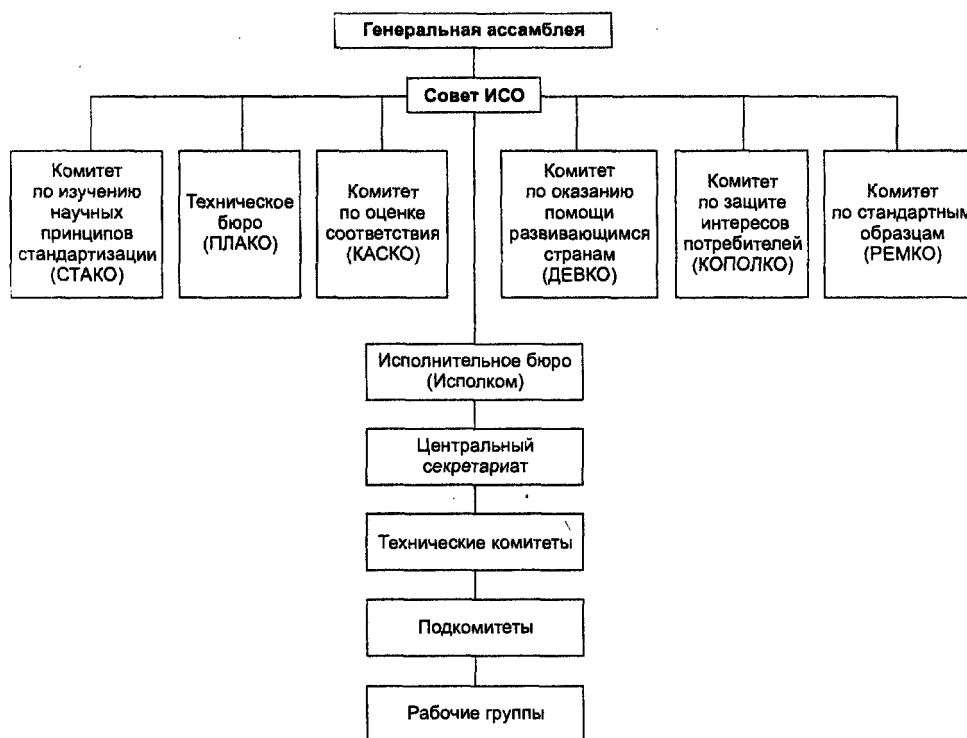 Генеральная ассамблея
Совет ИСО
Комитет
по изучению
научных
принципов
стандартизации
(СТАКО)
Техническое
бюро
(ПЛАКО)
Комитет
по оценке
соответствия
(КАСКО)
Комитет
по оказанию
помощи
развивающимся
странам
(ДЕВКО)
Комитет
по защите
интересов
потребителей
(КОПОЛКО)
Комитет
по стандартным
образцам
(РЕМКО)
Исполнительное бюро
(Исполком)
Центральный
секретариат
Технические комитеты
Подкомитеты
Рабочие группы